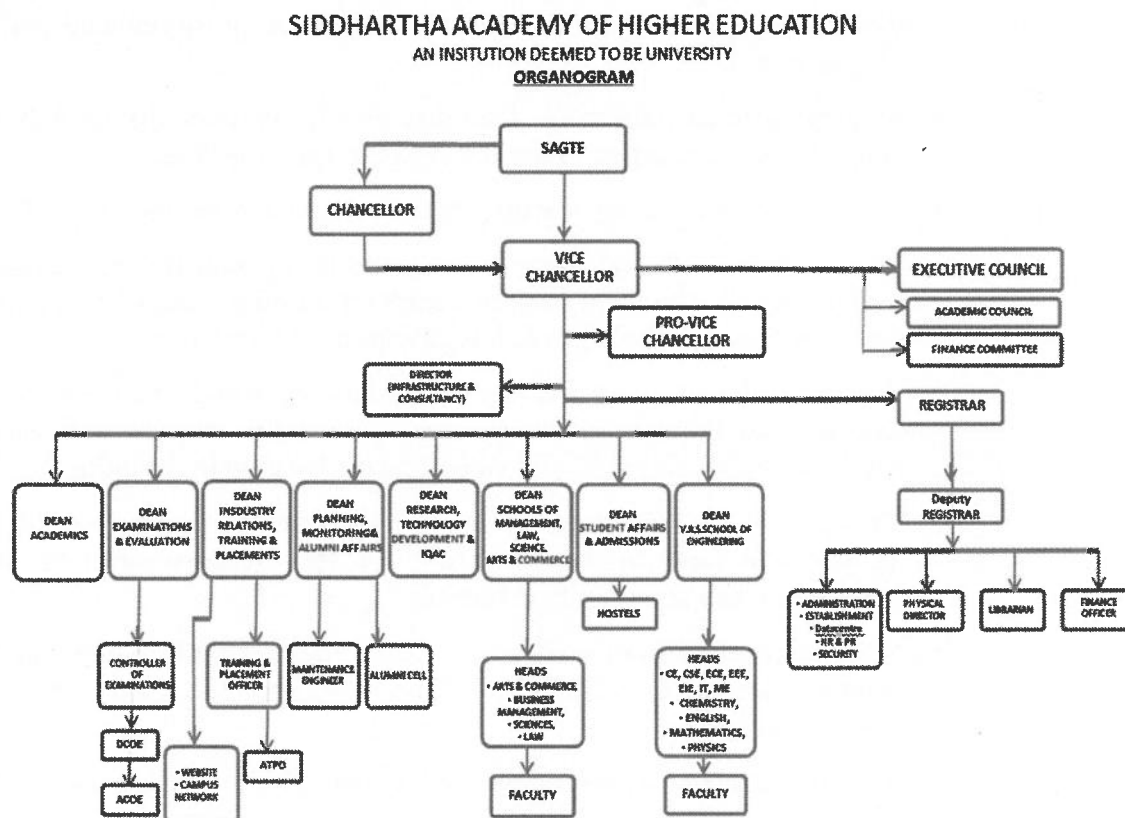 SIDDHARTHA ACADEMY OF HIGHER EDUCATION
AN INSITUTION DEEMED TO BE UNIVERSITY
ORGANOGRAM
SAGTE
CHANCELLOR
VICE
CHANCELLOR
EXECUTIVE COUNCIL
ACADEMIC COUNCIL
FINANCE COMMITTEE
PRO-VICE
CHANCELLOR
DIRECTOR
(INFRASTRUCTURE &
CONSULTANCY)
REGISTRAR
Deputy
REGISTRAR
DEAN
ACADEMICS
DEAN
EXAMINATIONS
& EVALUATION
DEAN
INSDUSTRY
RELATIONS,
TRAINING &
PLACEMENTS
DEAN
PLANNING,
MONITORING&
ALUMNI AFFAIRS
DEAN
RESEARCH,
TECHNOLOGY
DEVELOPMENT &
IQAC
DEAN
SCHOOLS OF
MANAGEMENT,
LAW,
SCIENCE,
ARTS & COMMERCE
DEAN
STUDENT AFFAIRS
& ADMISSIONS
DEAN
V.R.SCHOOL OF
ENGINEERING
• ADMINISTRATION
• ESTABLISHMENT
• Datacentre
• HR & PR
• SECURITY
PHYSICAL
DIRECTOR
LIBRARIAN
FINANCE
OFFICER
HOSTELS
CONTROLLER
OF
EXAMINATIONS
TRAINING &
PLACEMENT
OFFICER
MAINTENANCE
ENGINEER
ALUMNI CELL
HEADS
• ARTS & COMMERCE,
• BUSINESS
MANAGEMENT,
• SCIENCES,
• LAW
HEADS
• CE, CSE, ECE, EEE,
EIE, IT, ME
• CHEMISTRY,
• ENGLISH,
• MATHEMATICS,
• PHYSICS
DCOE
ACOE
• WEBSITE
• CAMPUS
NETWORK
ATPO
FACULTY
FACULTY